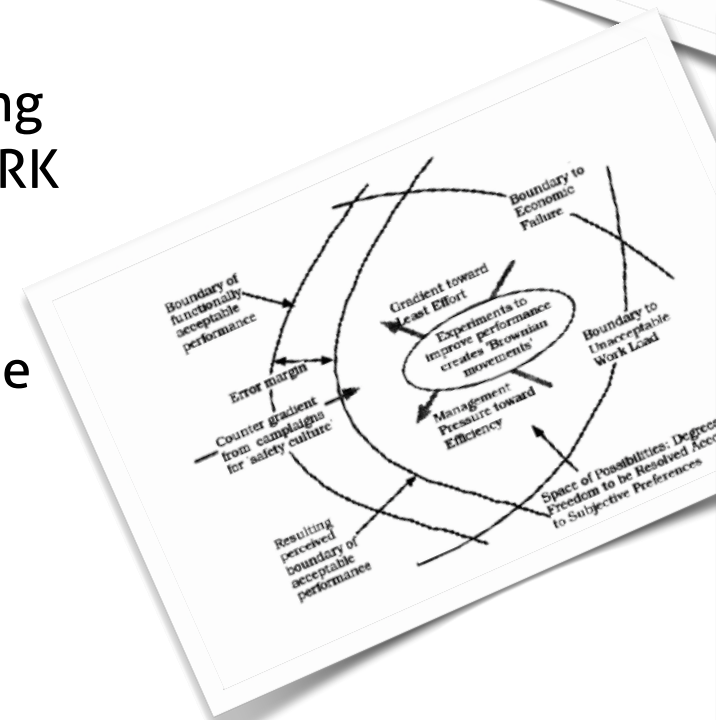 ng
RK
e
Boundary to
Economic
Failure
Boundary of
functionally
acceptable
performance
Gradient toward
Least Effort
Experiments to
improve performance
creates 'Brownian
movements'
Boundary to
Unacceptable
Work Load
Error margin
Counter gradient
from campaigns
for 'safety culture'
Management
Pressure toward
Efficiency
Space of Possibilities: Degree
Freedom to be Resolved Acc
to Subjective Preferences
Resulting
perceived
boundary of
acceptable
performance